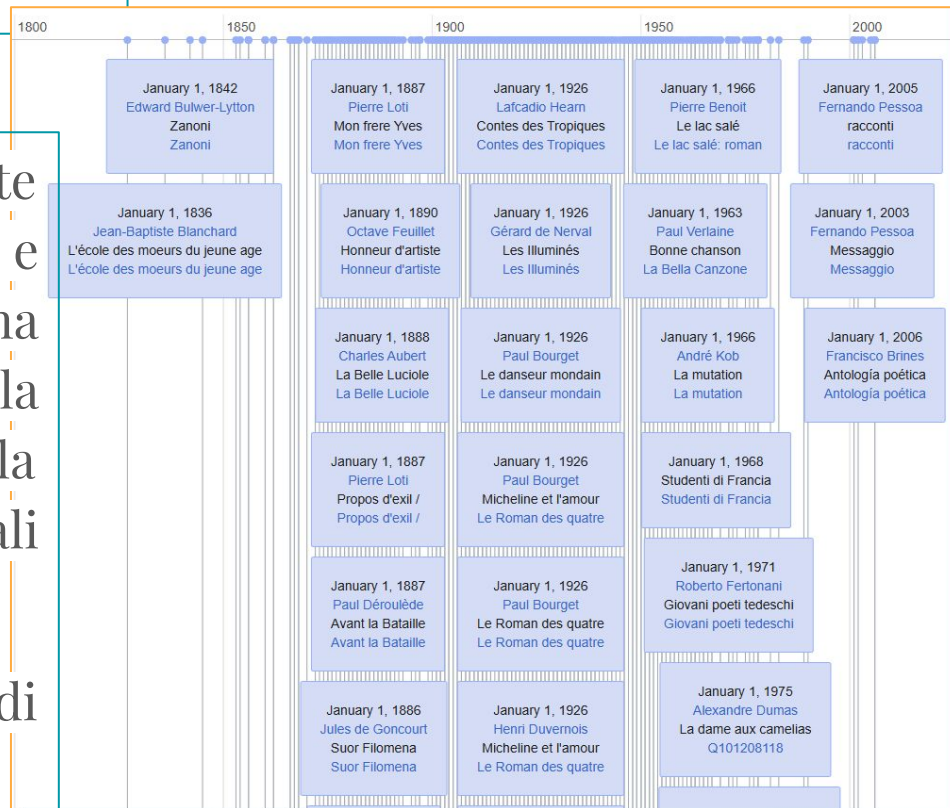 1800
1850
1900
1950
2000
te
e
na
la
la
ali
di
January 1, 1842
Edward Bulwer-Lytton
Zanoni
Zanoni
January 1, 1836
Jean-Baptiste Blanchard
L'école des moeurs du jeune age
L'école des moeurs du jeune age
January 1, 1887
Pierre Loti
Mon frere Yves
Mon frere Yves
January 1, 1890
Octave Feuillet
Honneur d'artiste
Honneur d'artiste
January 1, 1888
Charles Aubert
La Belle Luciole
La Belle Luciole
January 1, 1887
Pierre Loti
Propos d'exil /
Propos d'exil /
January 1, 1887
Paul Déroulède
Avant la Bataille
Avant la Bataille
January 1, 1886
Jules de Goncourt
Suor Filomena
Suor Filomena
January 1, 1926
Lafcadio Hearn
Contes des Tropiques
Contes des Tropiques
January 1, 1926
Gérard de Nerval
Les Illuminés
Les Illuminés
January 1, 1926
Paul Bourget
Le danseur mondain
Le danseur mondain
January 1, 1926
Paul Bourget
Micheline et l'amour
Le Roman des quatre
January 1, 1926
Paul Bourget
Le Roman des quatre
Le Roman des quatre
January 1, 1926
Henri Duvernois
Micheline et l'amour
Le Roman des quatre
January 1, 1966
Pierre Benoit
Le lac salé
Le lac salé: roman
January 1, 1963
Paul Verlaine
Bonne chanson
La Bella Canzone
January 1, 1966
André Kob
La mutation
La mutation
January 1, 1968
Studenti di Francia
Studenti di Francia
January 1, 1971
Roberto Fertonani
Giovani poeti tedeschi
Giovani poeti tedeschi
January 1, 1975
Alexandre Dumas
La dame aux camelias
Q101208118
January 1, 2005
Fernando Pessoa
racconti
racconti
January 1, 2003
Fernando Pessoa
Messaggio
Messaggio
January 1, 2006
Francisco Brines
Antología poética
Antología poética